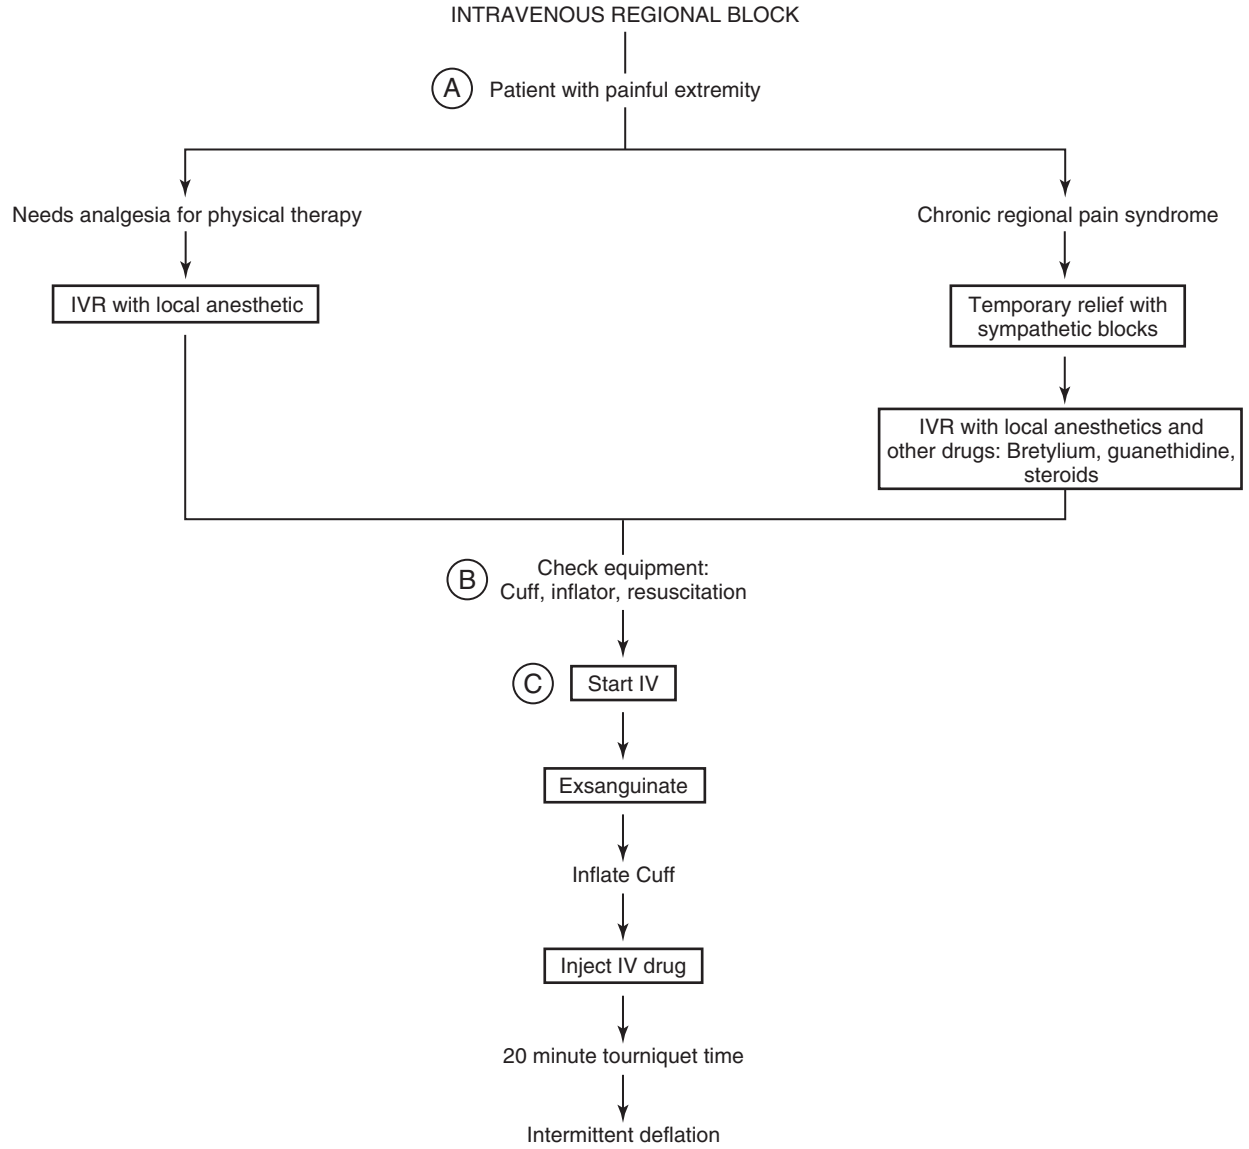 INTRAVENOUS REGIONAL BLOCK
A Patient with painful extremity
Needs analgesia for physical therapy
Chronic regional pain syndrome
IVR with local anesthetic
Temporary relief with
sympathetic blocks
IVR with local anesthetics and
other drugs: Bretylium, guanethidine,
steroids
B Check equipment:
Cuff, inflator, resuscitation
C Start IV
Exsanguinate
Inflate Cuff
Inject IV drug
20 minute tourniquet time
Intermittent deflation